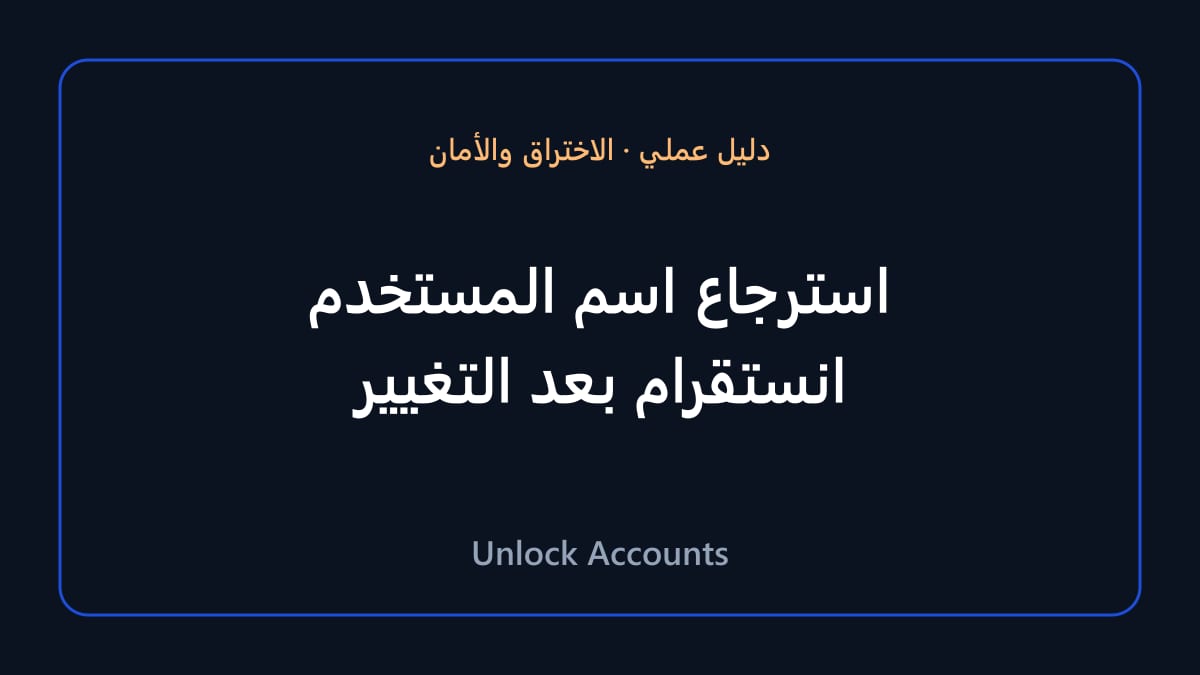 دليل عملي · الاختراق والأمان
استرجاع اسم المستخدم
انستقرام بعد التغيير
Unlock Accounts